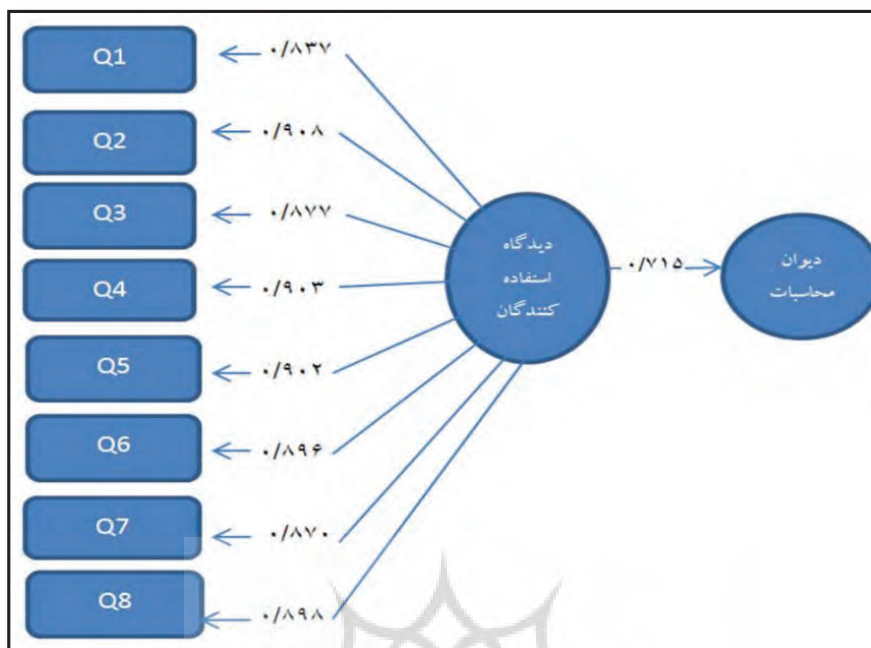 Q1
۰/۸۳۷
Q2
۰/۹۰۸
Q3
۰/۸۷۷
Q4
۰/۹۰۳
Q5
۰/۹۰۲
Q6
۰/۸۹۶
Q7
۰/۸۷۰
Q8
۰/۸۹۸
دیدگاه
استفاده
کنندگان
۰/۷۱۵
دیوان
محاسبات